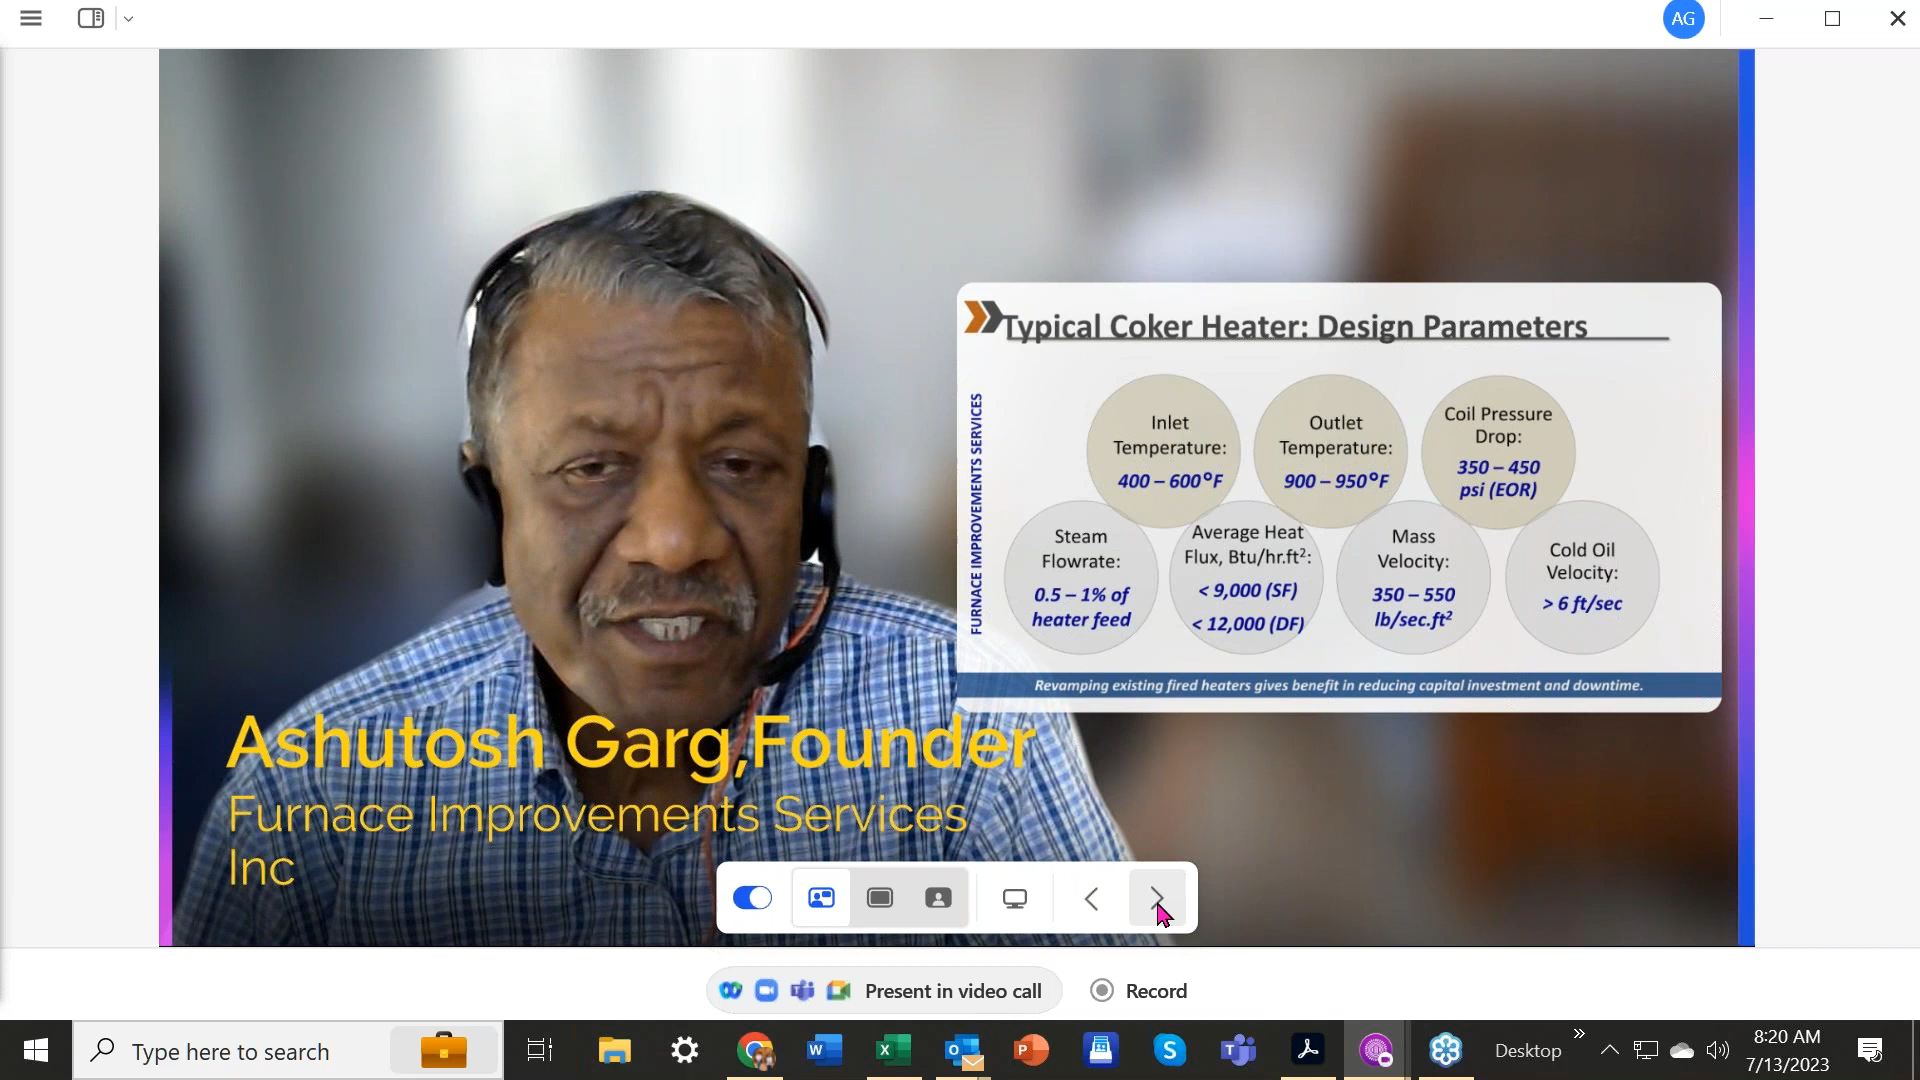 AG
Typical Coker Heater: Design Parameters
FURNACE IMPROVEMENTS SERVICES
Inlet
Temperature:
400 – 600°F
Outlet
Temperature:
900 – 950°F
Coil Pressure
Drop:
350 – 450
psi (EOR)
Steam
Flowrate:
0.5 – 1% of
heater feed
Average Heat
Flux, Btu/hr.ft²:
< 9,000 (SF)
< 12,000 (DF)
Mass
Velocity:
350 – 550
lb/sec.ft²
Cold Oil
Velocity:
> 6 ft/sec
Revamping existing fired heaters gives benefit in reducing capital investment and downtime.
Ashutosh Garg,Founder
Furnace Improvements Services
Inc
Present in video call
Record
Type here to search
Desktop
8:20 AM
7/13/2023